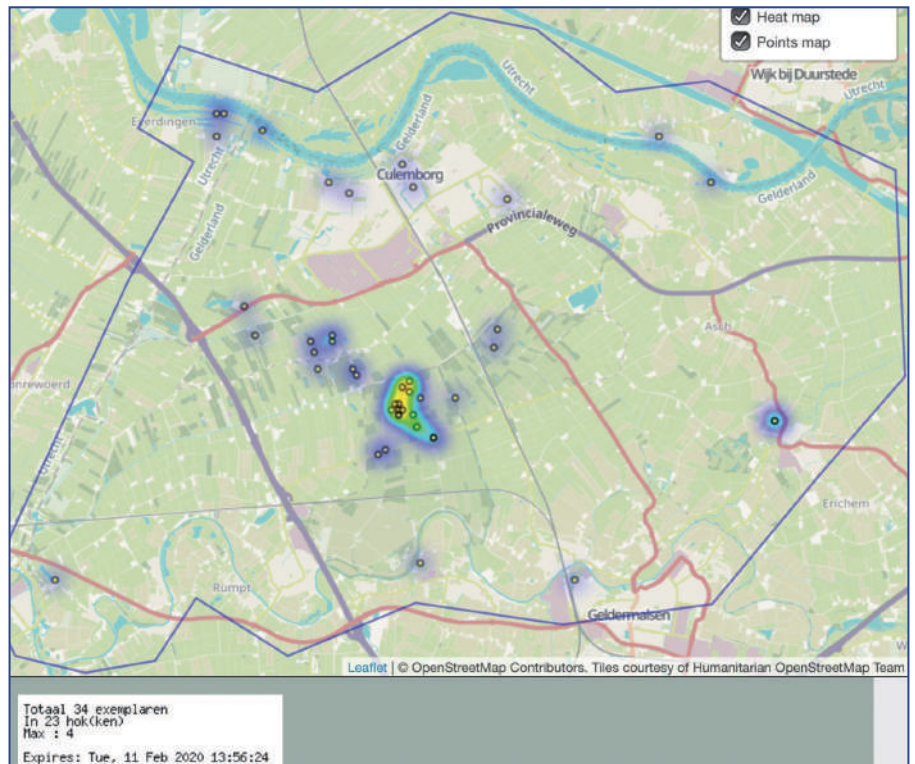 Heat map
Points map
Wijk bij Duurstede
Utrecht
Utrecht
Everdingen
Gelderland
Utrecht
Culemborg
Gelderland
Gelderland
Provincialeweg
Asch
nrewoerd
Utrecht
Erichem
Rumpt
Geldermalsen
W
Leaflet | © OpenStreetMap Contributors. Tiles courtesy of Humanitarian OpenStreetMap Team
Totaal 34 exemplaren
In 23 hok(ken)
Max : 4
Expires: Tue, 11 Feb 2020 13:56:24